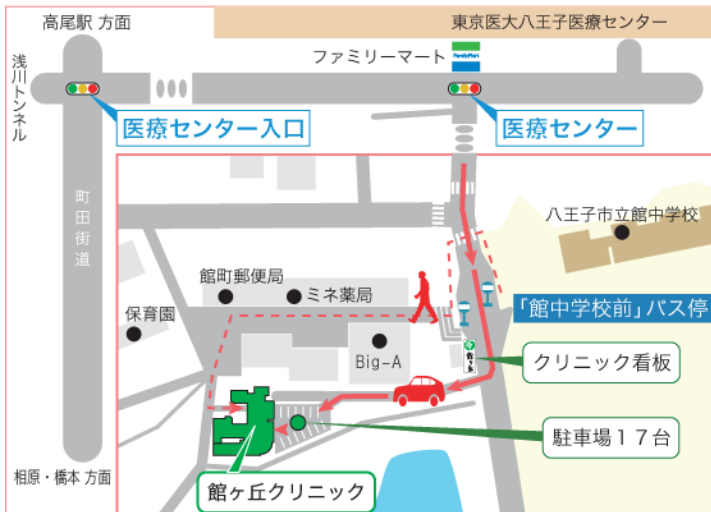 高尾駅 方面
東京医大八王子医療センター
ファミリーマート
FamilyMart
浅川トンネル
医療センター入口
医療センター
町田街道
八王子市立館中学校
館町郵便局
ミネ薬局
保育園
「館中学校前」バス停
Big-A
クリニック看板
駐車場17台
相原・橋本 方面
館ヶ丘クリニック